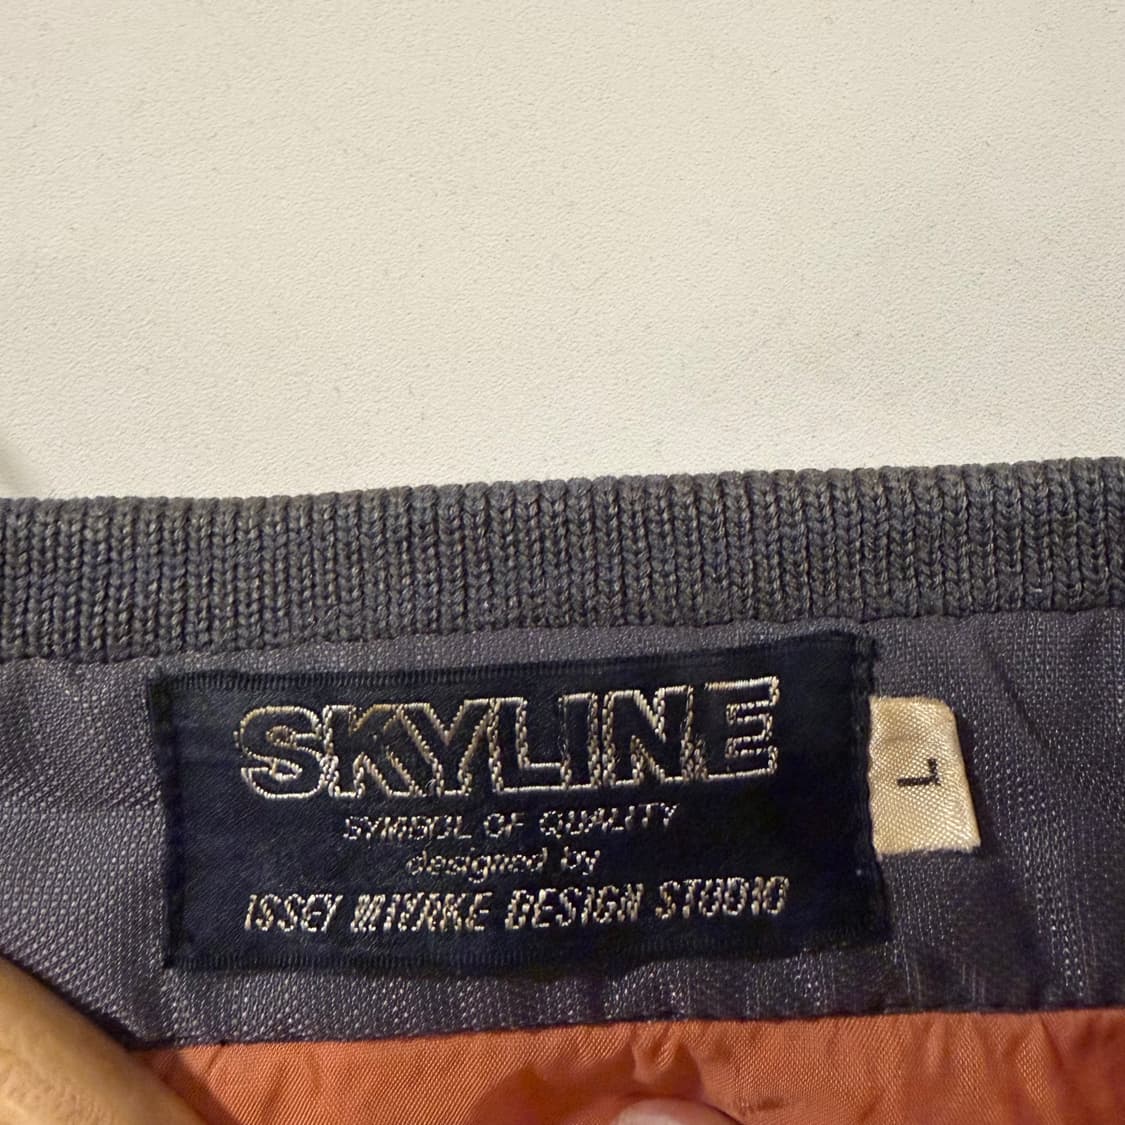 SKYLINE
SYMBOL OF QUALITY
designed by
ISSEY MIYAKE DESIGN STUDIO
L